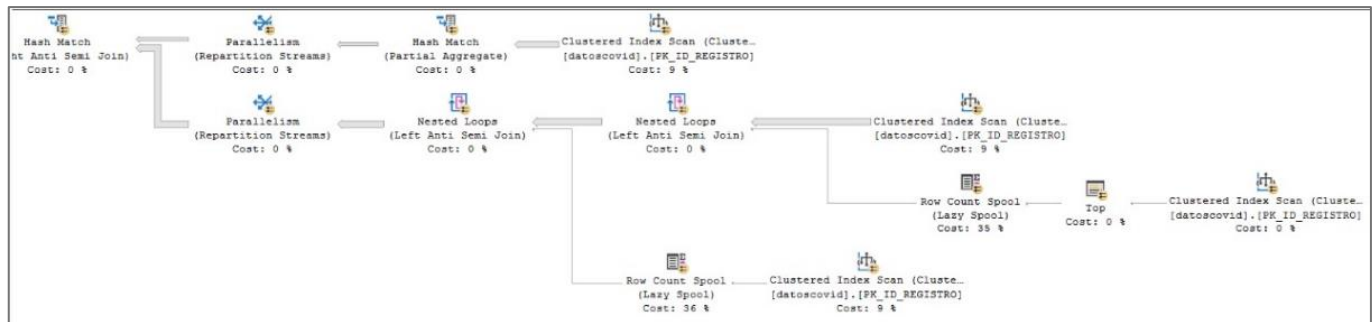 Hash Match
ht Anti Semi Join)
Cost: 0 %
Parallelism
(Repartition Streams)
Cost: 0 %
Hash Match
(Partial Aggregate)
Cost: 0 %
Clustered Index Scan (Cluste…
[datoscovid].[PK_ID_REGISTRO]
Cost: 9 %
Parallelism
(Repartition Streams)
Cost: 0 %
Nested Loops
(Left Anti Semi Join)
Cost: 0 %
Nested Loops
(Left Anti Semi Join)
Cost: 0 %
Clustered Index Scan (Cluste…
[datoscovid].[PK_ID_REGISTRO]
Cost: 9 %
Row Count Spool
(Lazy Spool)
Cost: 35 %
Top
Cost: 0 %
Clustered Index Scan (Cluste…
[datoscovid].[PK_ID_REGISTRO]
Cost: 0 %
Row Count Spool
(Lazy Spool)
Cost: 36 %
Clustered Index Scan (Cluste…
[datoscovid].[PK_ID_REGISTRO]
Cost: 9 %